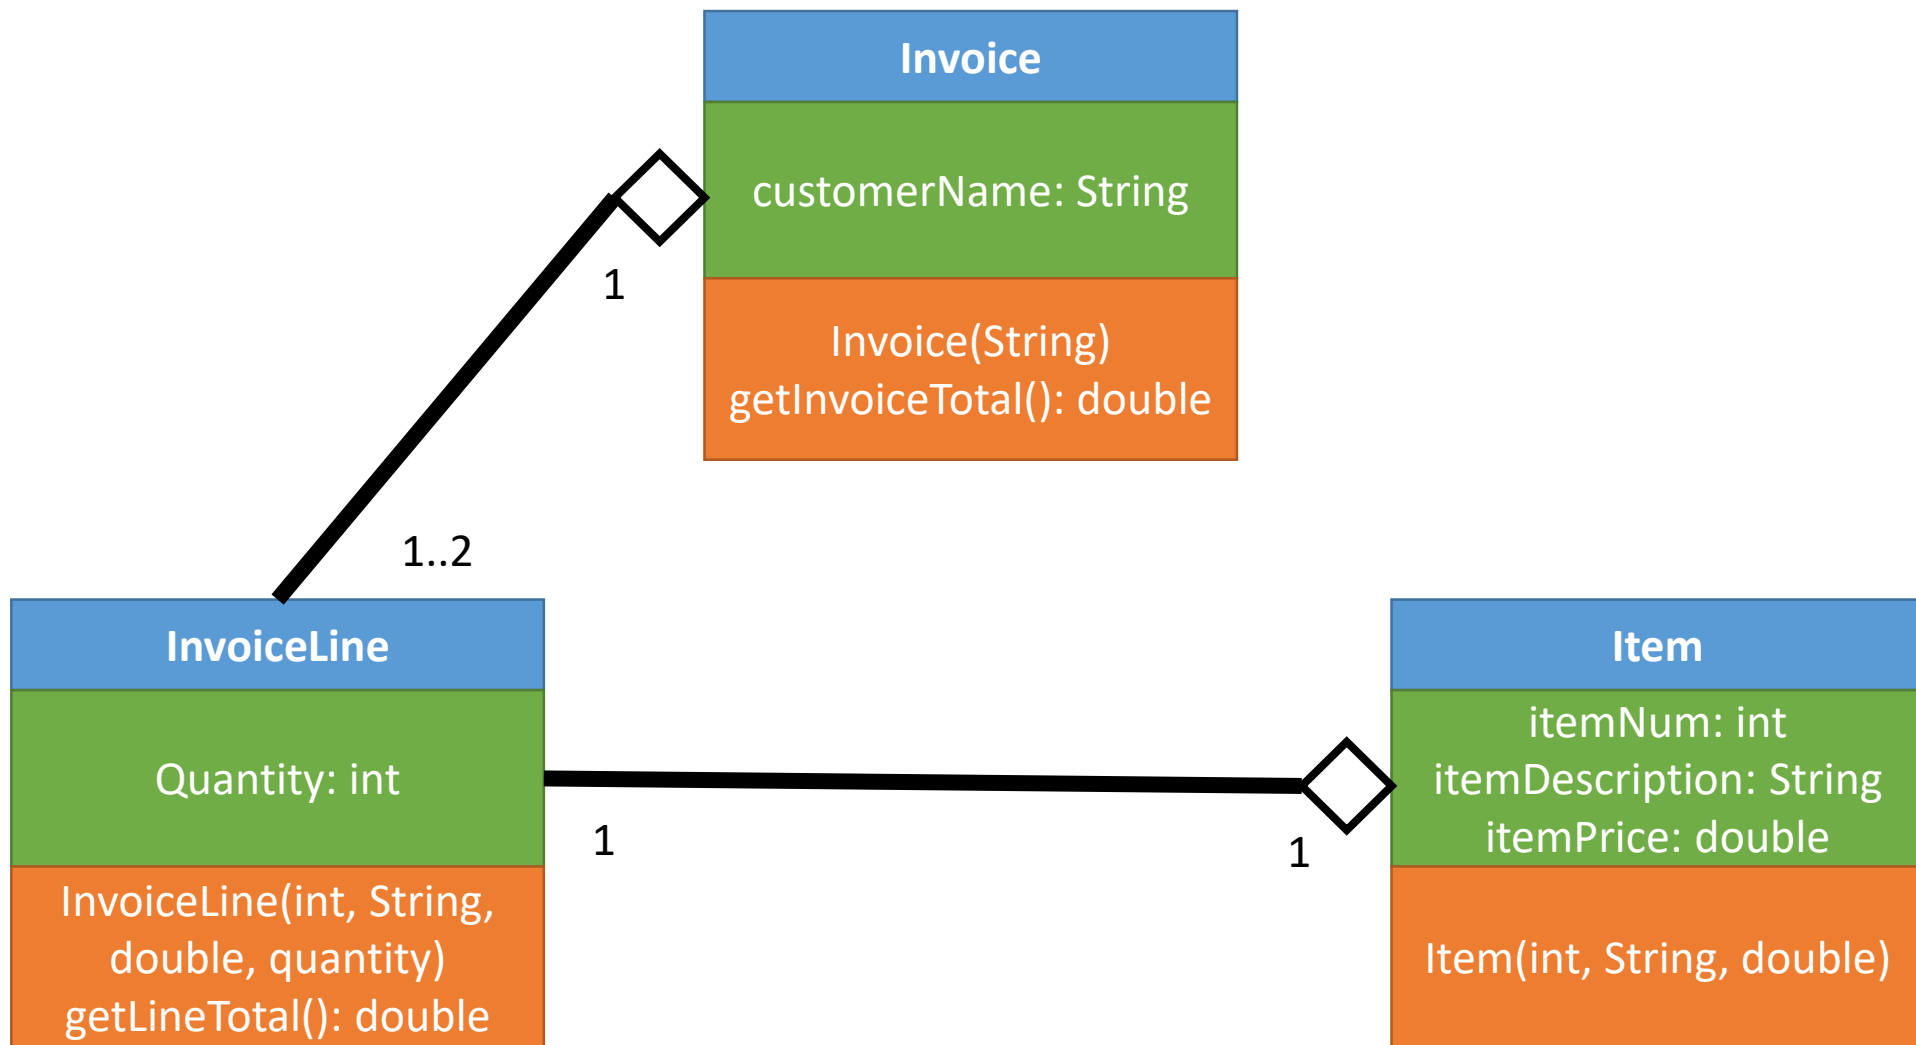 Invoice
customerName: String
Invoice(String)
getInvoiceTotal(): double
1
1..2
InvoiceLine
Quantity: int
InvoiceLine(int, String,
double, quantity)
getLineTotal(): double
1
1
Item
itemNum: int
itemDescription: String
itemPrice: double
Item(int, String, double)